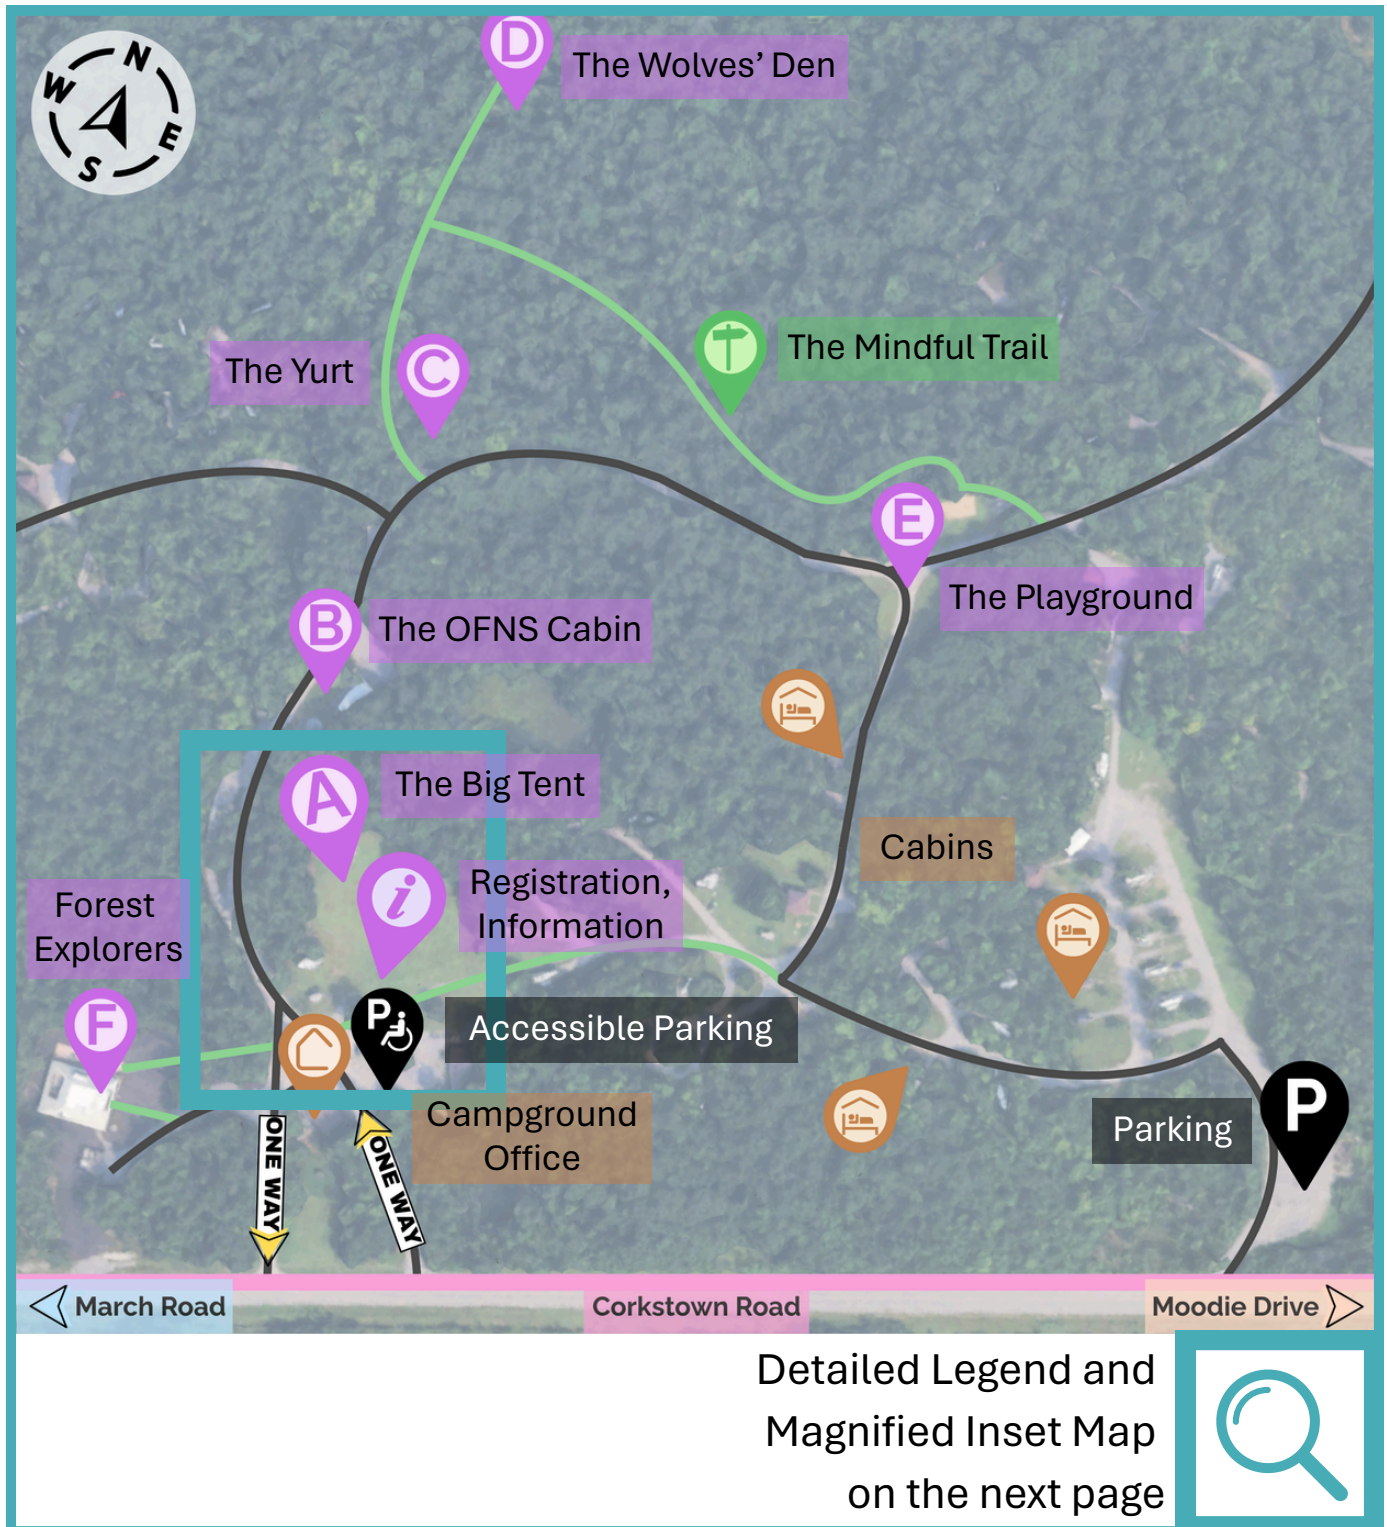 N
W
E
S
D
The Wolves’ Den
The Mindful Trail
The Yurt
C
E
The Playground
B
The OFNS Cabin
A
The Big Tent
Cabins
i
Registration,
Information
Forest
Explorers
F
P
Accessible Parking
P
Parking
Campground
Office
ONE WAY
ONE WAY
March Road
Corkstown Road
Moodie Drive
Detailed Legend and
Magnified Inset Map
on the next page